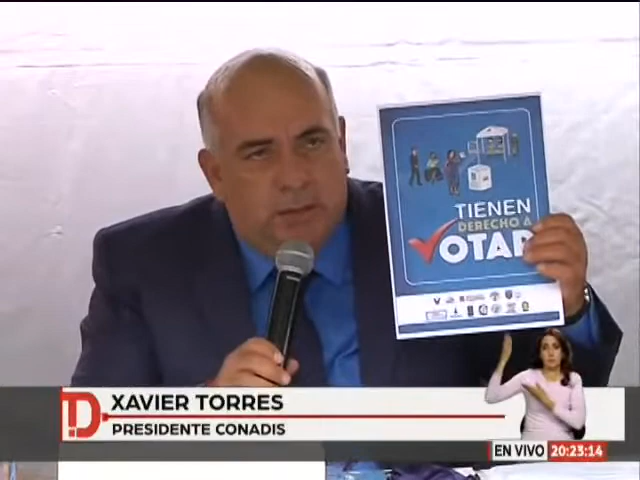 TIENEN
DERECHO A
VOTAR
XAVIER TORRES
PRESIDENTE CONADIS
EN VIVO 20:23:14